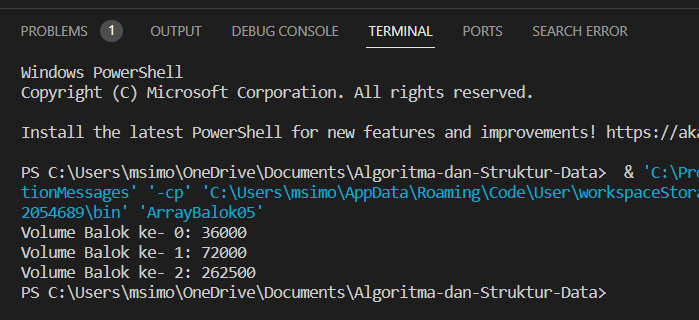 PROBLEMS 1 OUTPUT DEBUG CONSOLE TERMINAL PORTS SEARCH ERROR
Windows PowerShell
Copyright (C) Microsoft Corporation. All rights reserved.
Install the latest PowerShell for new features and improvements! https://aka
PS C:\Users\msimo\OneDrive\Documents\Algoritma-dan-Struktur-Data>  & 'C:\Pro
tionMessages' '-cp' 'C:\Users\msimo\AppData\Roaming\Code\User\workspaceStora
2054689\bin' 'ArrayBalok05'
Volume Balok ke- 0: 36000
Volume Balok ke- 1: 72000
Volume Balok ke- 2: 262500
PS C:\Users\msimo\OneDrive\Documents\Algoritma-dan-Struktur-Data>